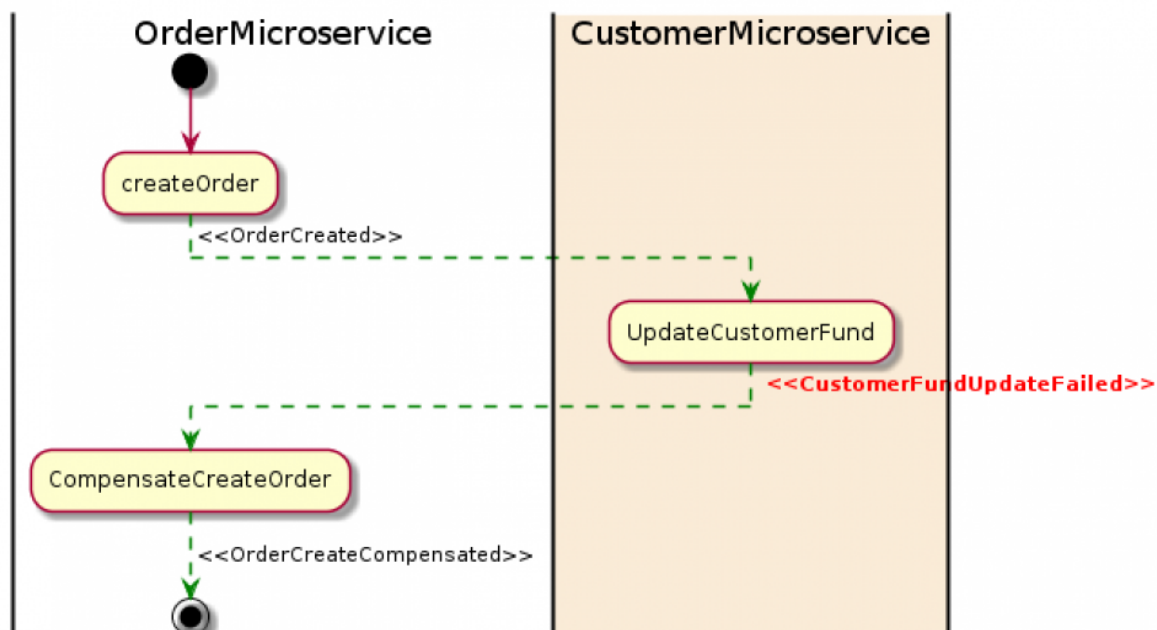 OrderMicroservice
CustomerMicroservice
createOrder
<<OrderCreated>>
UpdateCustomerFund
<<CustomerFundUpdateFailed>>
CompensateCreateOrder
<<OrderCreateCompensated>>